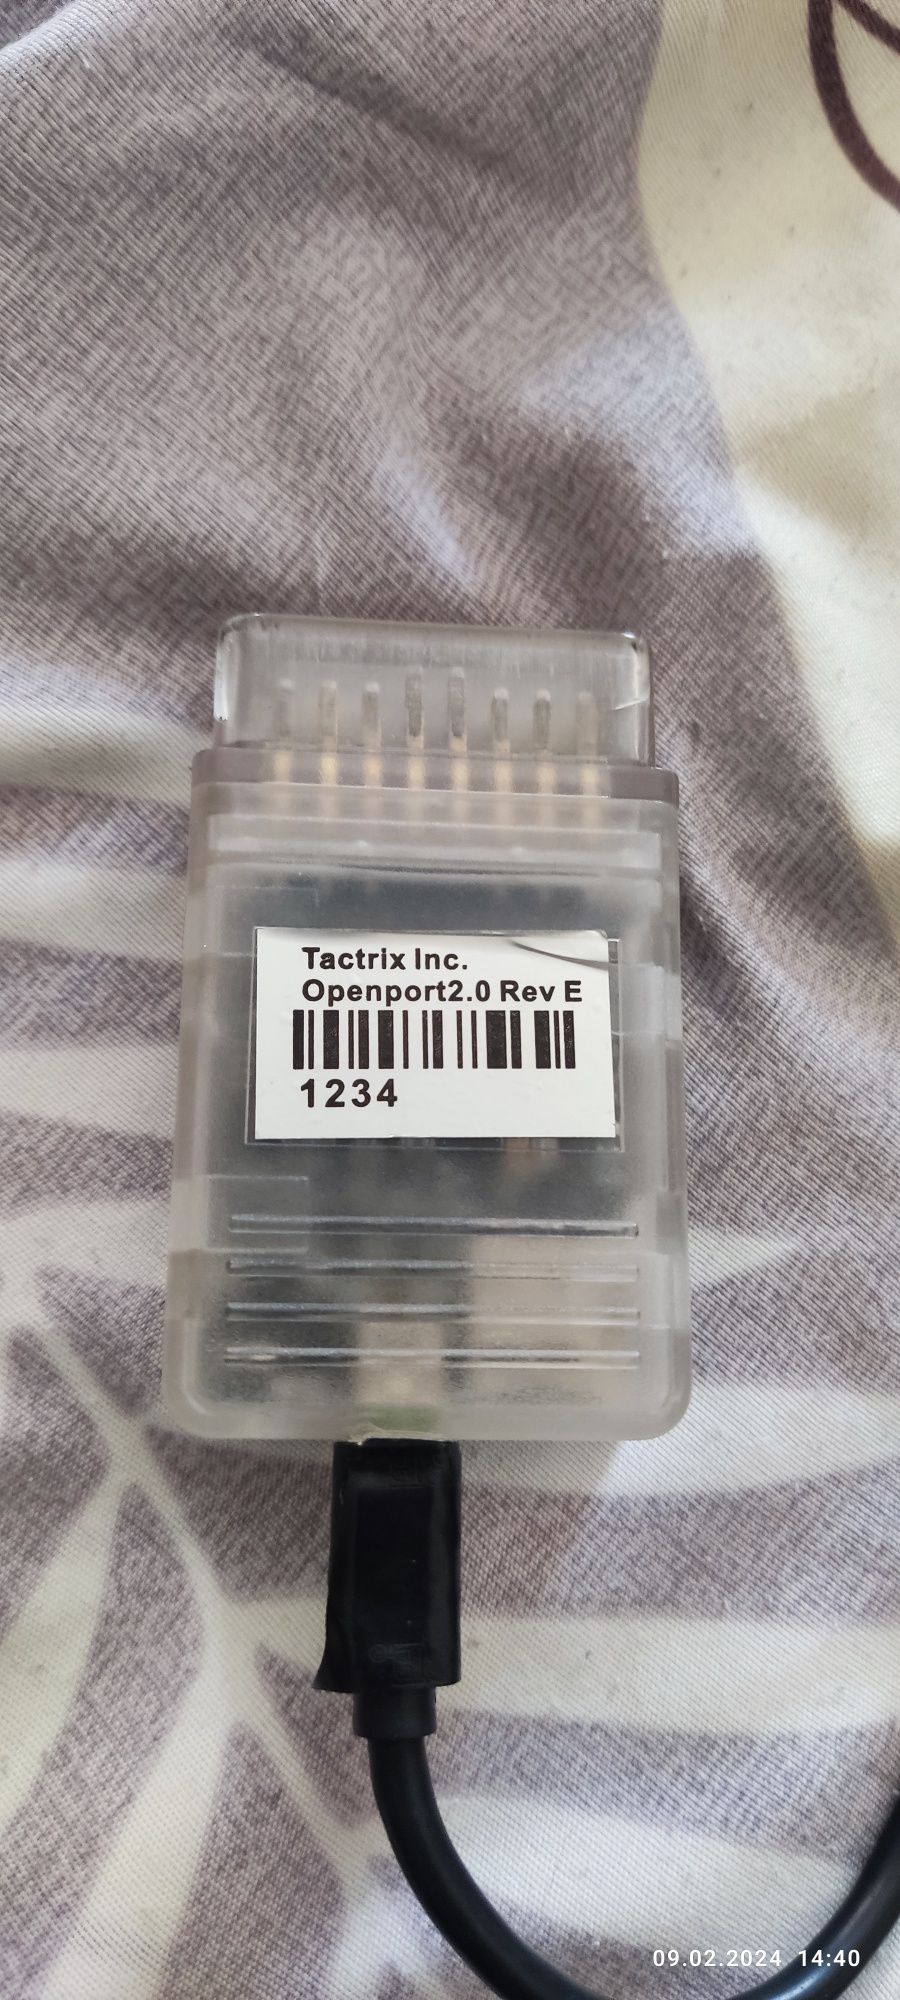 Tactrix Inc.
Openport2.0 Rev E
1234
09.02.2024 14:40